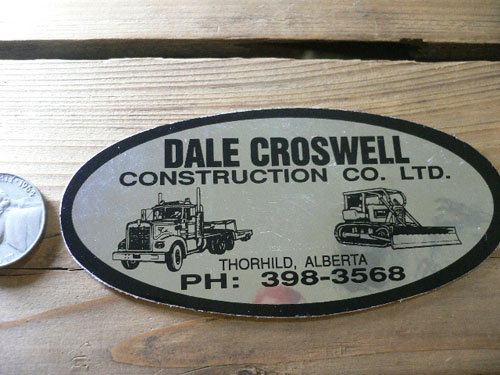 DALE CROSWELL
CONSTRUCTION CO. LTD.
THORHILD, ALBERTA
PH: 398-3568